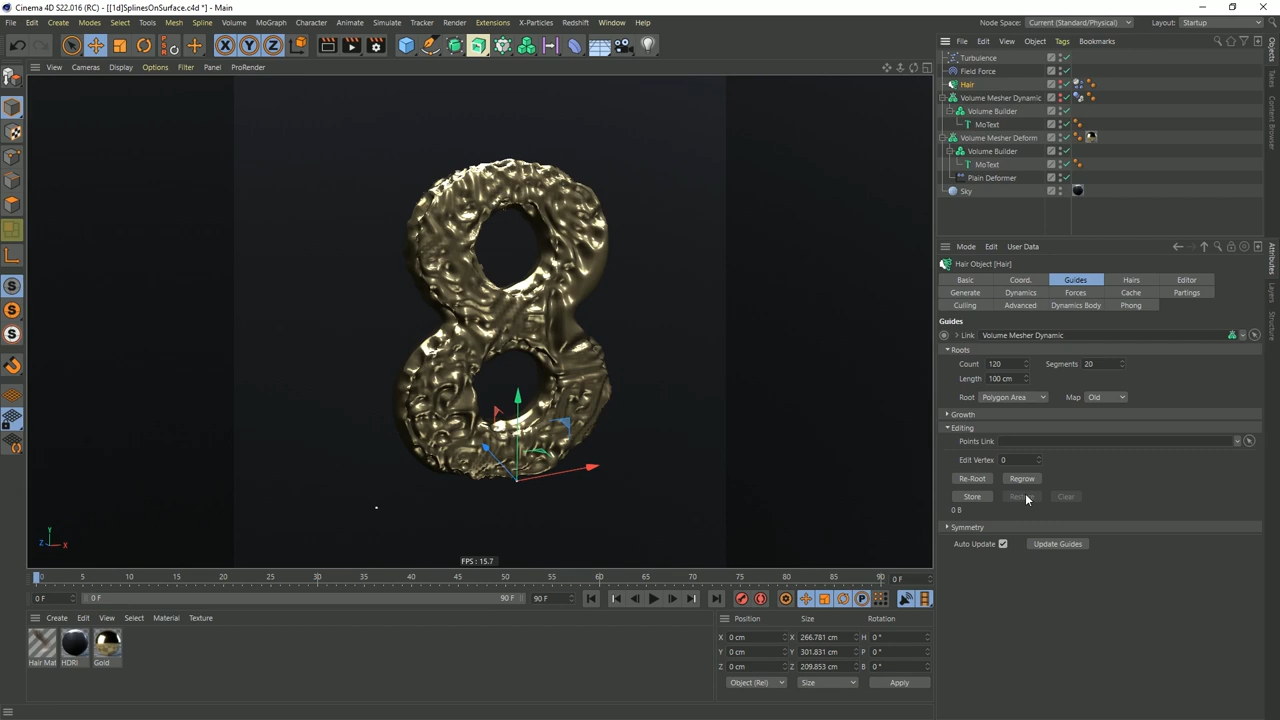 Cinema 4D S22.016 (RC) - [[1d]SplinesOnSurface.c4d *] - Main
File Edit Create Modes Select Tools Mesh Spline Volume MoGraph Character Animate Simulate Tracker Render Extensions X-Particles Redshift Window Help
Node Space: Current (Standard/Physical) Layout: Startup
View Cameras Display Options Filter Panel ProRender
File Edit View Object Tags Bookmarks
Turbulence
Field Force
Hair
Volume Mesher Dynamic
Volume Builder
MoText
Volume Mesher Deform
Volume Builder
MoText
Plain Deformer
Sky
Objects
Takes
Content Browser
Mode Edit User Data
Hair Object [Hair]
Basic Coord. Guides Hairs Editor
Generate Dynamics Forces Cache Partings
Culling Advanced Dynamics Body Phong
Guides
Link Volume Mesher Dynamic
Roots
Count 120 Segments 20
Length 100 cm
Root Polygon Area Map Old
Growth
Editing
Points Link
Edit Vertex 0
Re-Root Regrow
Store Restore Clear
0 B
Symmetry
Auto Update Update Guides
Attributes
Layers
Structure
X Y Z
8
Y
Z X
FPS : 15.7
0 5 10 15 20 25 30 35 40 45 50 55 60 65 70 75 80 85 90 0 F
0 F 0 F 90 F 90 F
Create Edit View Select Material Texture
Hair Mat HDRI Gold
Position Size Rotation
X 0 cm X 266.781 cm H 0 °
Y 0 cm Y 301.831 cm P 0 °
Z 0 cm Z 209.853 cm B 0 °
Object (Rel) Size Apply